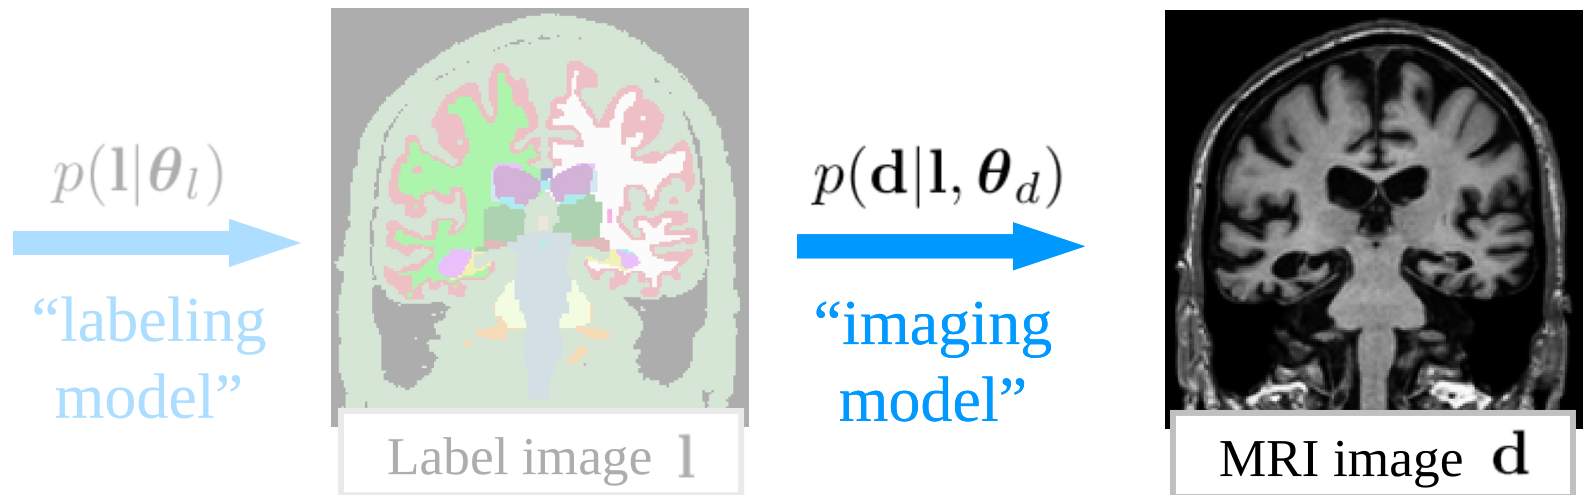 p(l|θ_l)
“labeling
model”
Label image l
p(d|l, θ_d)
“imaging
model”
MRI image d